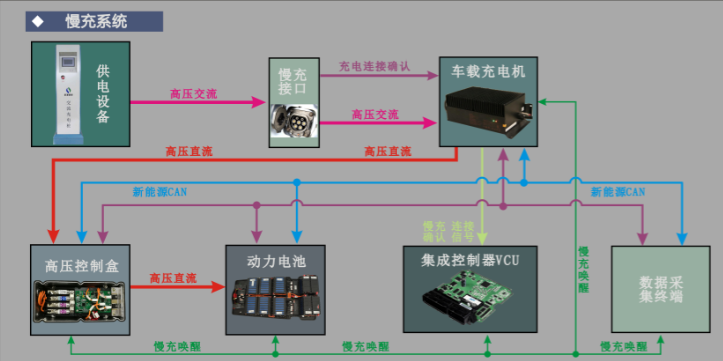 ◆ 慢充系统
供
电
设
备
高压交流
慢充
接口
充电连接确认
高压交流
车载充电机
高压直流
高压直流
新能源CAN
新能源CAN
慢充 连接
确认 信号
慢
充
唤
醒
高压控制盒
高压直流
动力电池
集成控制器VCU
数据采
集终端
慢充唤醒
慢充唤醒
慢充唤醒